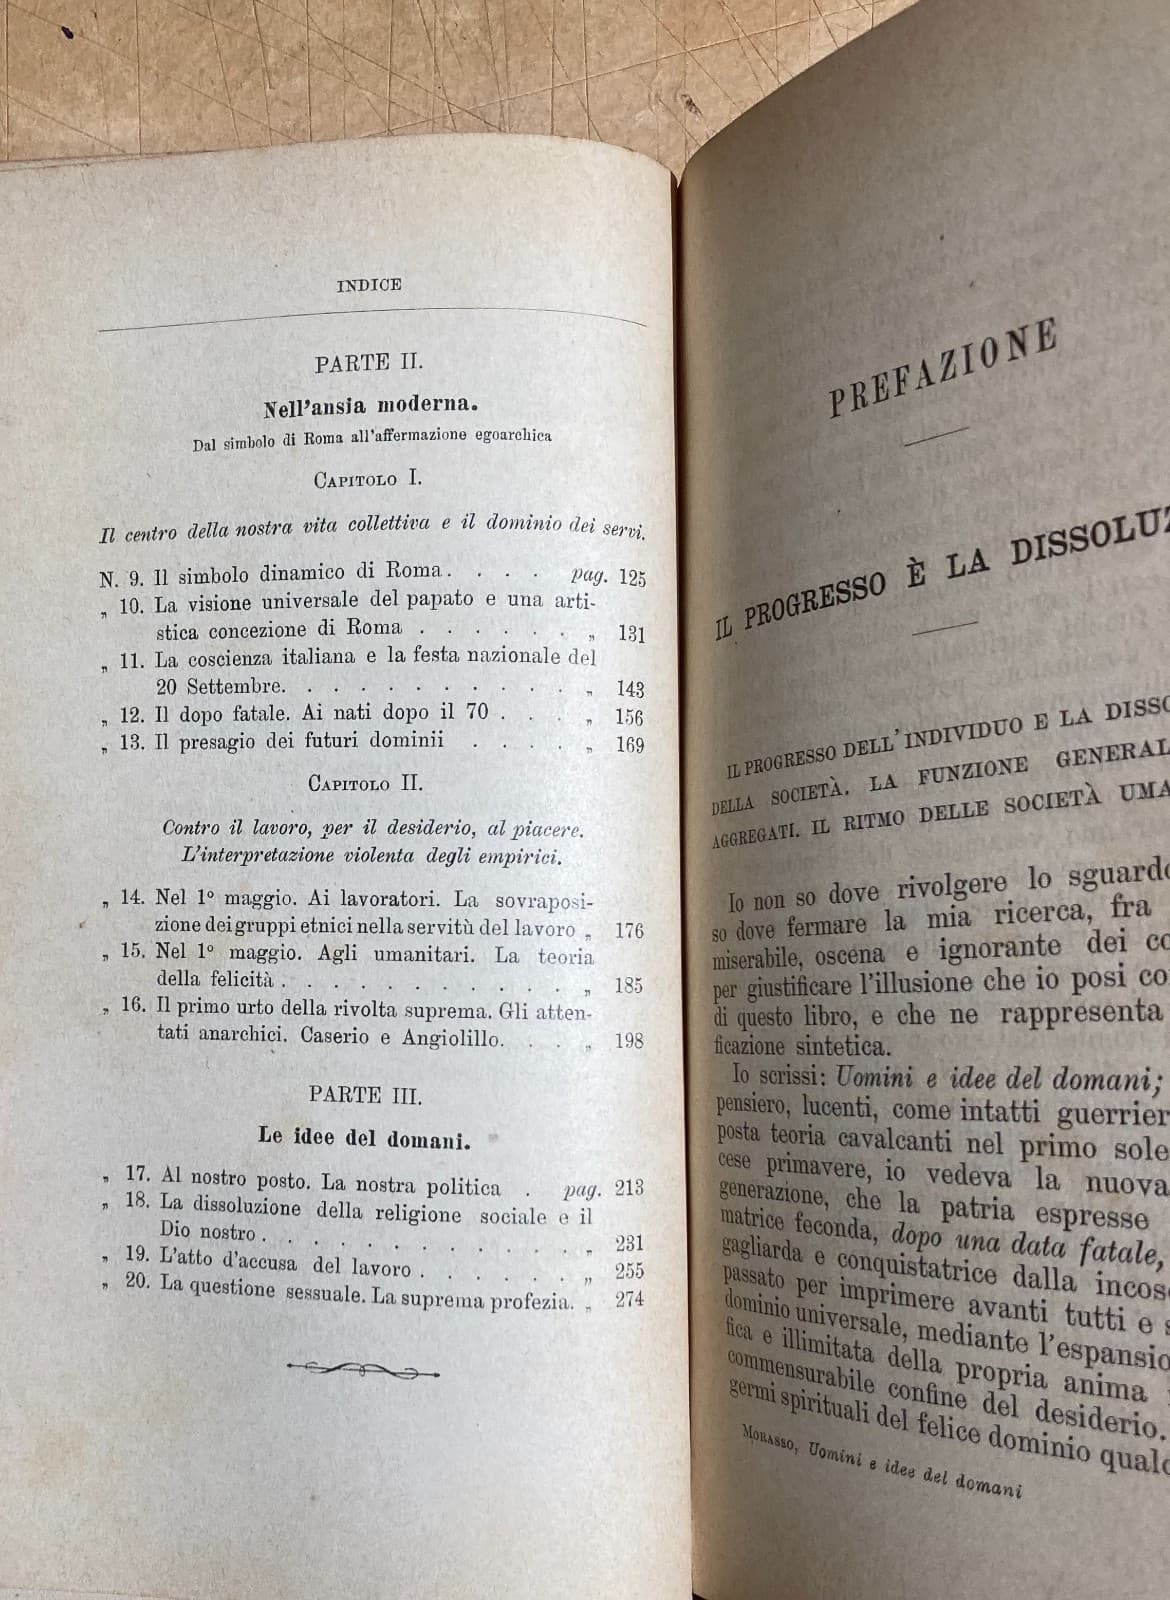 INDICE
PARTE II.
Nell'ansia moderna.
Dal simbolo di Roma all'affermazione egoarchica
CAPITOLO I.
Il centro della nostra vita collettiva e il dominio dei servi.
N. 9. Il simbolo dinamico di Roma . . . . pag. 125
„ 10. La visione universale del papato e una arti-
stica concezione di Roma . . . . . . „ 131
„ 11. La coscienza italiana e la festa nazionale del
20 Settembre. . . . . . . . . . . „ 143
„ 12. Il dopo fatale. Ai nati dopo il 70 . . . „ 156
„ 13. Il presagio dei futuri dominii . . . . „ 169
CAPITOLO II.
Contro il lavoro, per il desiderio, al piacere.
L'interpretazione violenta degli empirici.
„ 14. Nel 1º maggio. Ai lavoratori. La sovraposi-
zione dei gruppi etnici nella servitù del lavoro „ 176
„ 15. Nel 1º maggio. Agli umanitari. La teoria
della felicità . . . . . . . . . . . „ 185
„ 16. Il primo urto della rivolta suprema. Gli atten-
tati anarchici. Caserio e Angiolillo. . . „ 198
PARTE III.
Le idee del domani.
„ 17. Al nostro posto. La nostra politica . pag. 213
„ 18. La dissoluzione della religione sociale e il
Dio nostro . . . . . . . . . . . . „ 231
„ 19. L'atto d'accusa del lavoro . . . . . . „ 255
„ 20. La questione sessuale. La suprema profezia. „ 274
PREFAZIONE
IL PROGRESSO È LA DISSOLUZ
IL PROGRESSO DELL'INDIVIDUO E LA DISSO
DELLA SOCIETÀ. LA FUNZIONE GENERAL
AGGREGATI. IL RITMO DELLE SOCIETÀ UMA
Io non so dove rivolgere lo sguardo
so dove fermare la mia ricerca, fra
miserabile, oscena e ignorante dei co
per giustificare l'illusione che io posi co
di questo libro, e che ne rappresenta
ficazione sintetica.
Io scrissi: Uomini e idee del domani;
pensiero, lucenti, come intatti guerrier
posta teoria cavalcanti nel primo sole
cese primavere, io vedeva la nuova
generazione, che la patria espresse
matrice feconda, dopo una data fatale,
gagliarda e conquistatrice dalla incos
passato per imprimere avanti tutti e s
dominio universale, mediante l'espansio
fica e illimitata della propria anima
commensurabile confine del desiderio.
germi spirituali del felice dominio qualc
MORASSO, Uomini e idee del domani